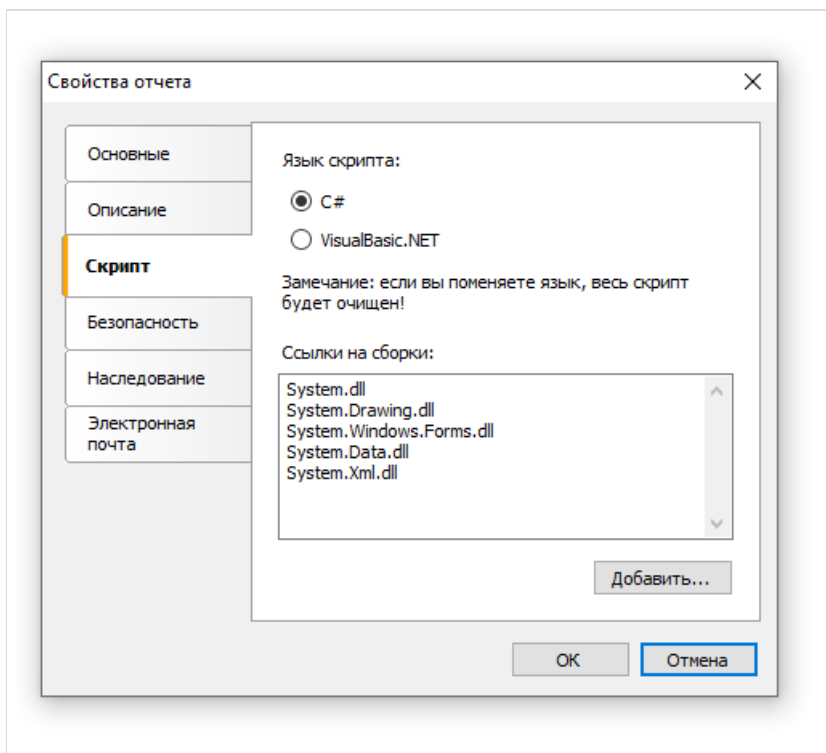 Свойства отчета
Основные
Описание
Скрипт
Безопасность
Наследование
Электронная
почта
Язык скрипта:
C#
VisualBasic.NET
Замечание: если вы поменяете язык, весь скрипт
будет очищен!
Ссылки на сборки:
System.dll
System.Drawing.dll
System.Windows.Forms.dll
System.Data.dll
System.Xml.dll
Добавить...
OK
Отмена